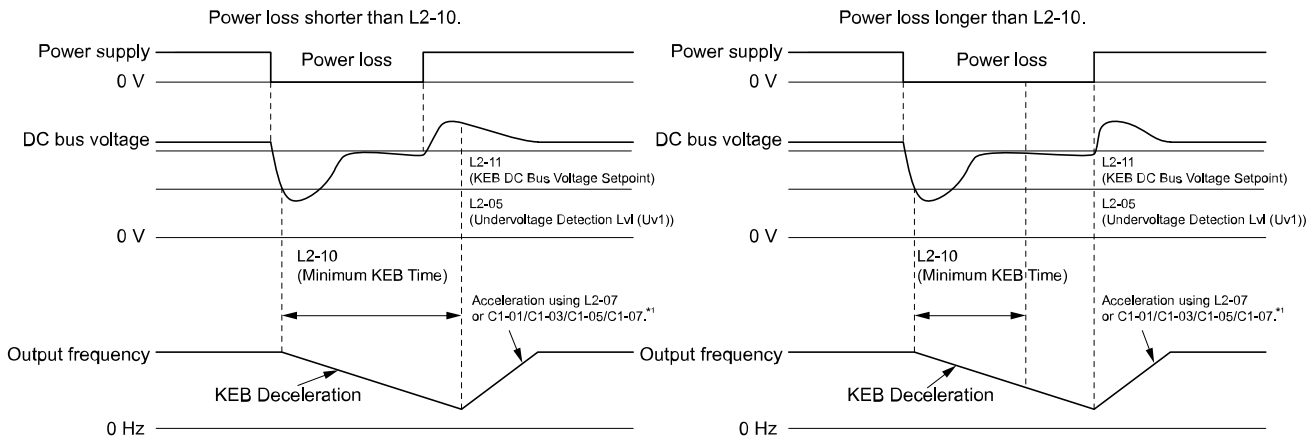 Power loss shorter than L2-10.
Power supply
Power loss
0 V
DC bus voltage
L2-11
(KEB DC Bus Voltage Setpoint)
L2-05
(Undervoltage Detection Lvl (Uv1))
0 V
L2-10
(Minimum KEB Time)
Acceleration using L2-07
or C1-01/C1-03/C1-05/C1-07.*1
Output frequency
KEB Deceleration
0 Hz
Power loss longer than L2-10.
Power supply
Power loss
0 V
DC bus voltage
L2-11
(KEB DC Bus Voltage Setpoint)
L2-05
(Undervoltage Detection Lvl (Uv1))
0 V
L2-10
(Minimum KEB Time)
Acceleration using L2-07
or C1-01/C1-03/C1-05/C1-07.*1
Output frequency
KEB Deceleration
0 Hz